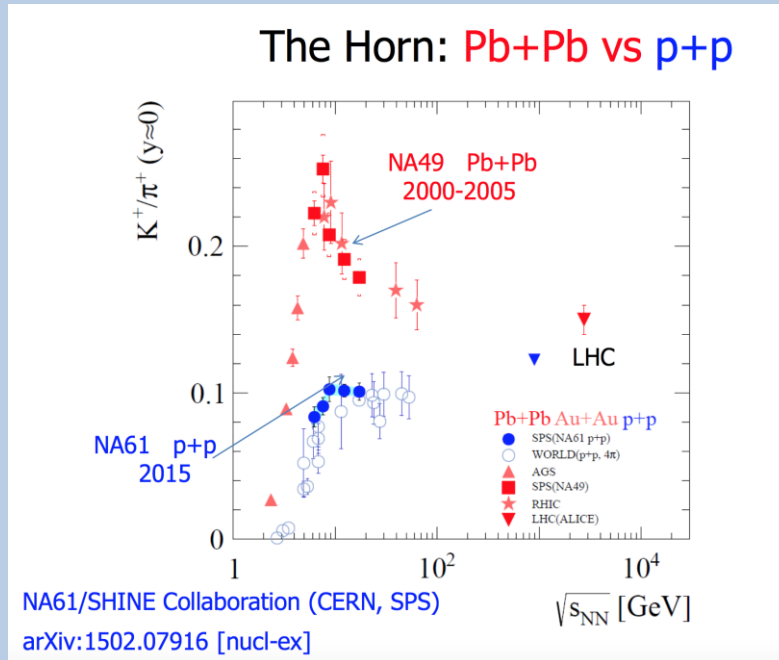 The Horn: Pb+Pb vs p+p
K⁺/π⁺ (y≈0)
NA49 Pb+Pb
2000-2005
0.2
0.1
0
LHC
NA61 p+p
2015
Pb+Pb Au+Au p+p
SPS(NA61 p+p)
WORLD(p+p, 4π)
AGS
SPS(NA49)
RHIC
LHC(ALICE)
1 10² 10⁴
√sNN [GeV]
NA61/SHINE Collaboration (CERN, SPS)
arXiv:1502.07916 [nucl-ex]